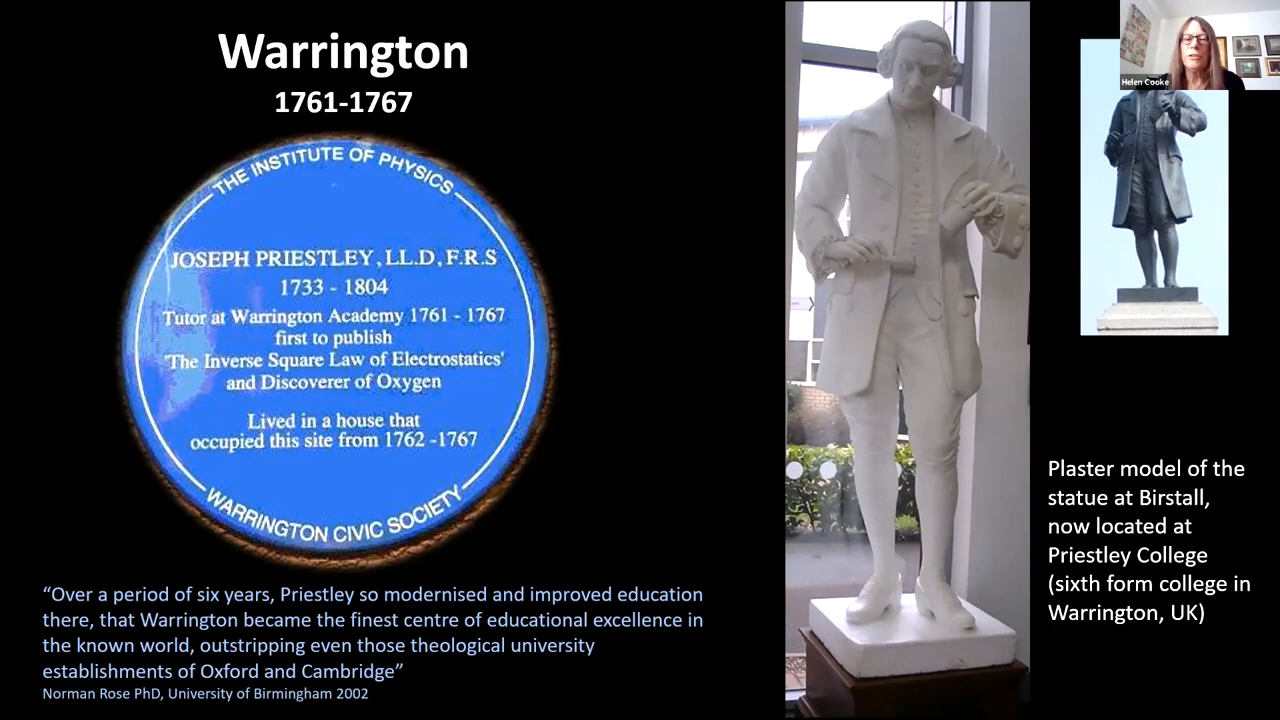 Warrington
1761-1767
THE INSTITUTE OF PHYSICS
JOSEPH PRIESTLEY, LL.D, F.R.S
1733 - 1804
Tutor at Warrington Academy 1761 - 1767
first to publish
'The Inverse Square Law of Electrostatics'
and Discoverer of Oxygen
Lived in a house that
occupied this site from 1762 -1767
WARRINGTON CIVIC SOCIETY
“Over a period of six years, Priestley so modernised and improved education
there, that Warrington became the finest centre of educational excellence in
the known world, outstripping even those theological university
establishments of Oxford and Cambridge”
Norman Rose PhD, University of Birmingham 2002
Helen Cooke
Plaster model of the
statue at Birstall,
now located at
Priestley College
(sixth form college in
Warrington, UK)